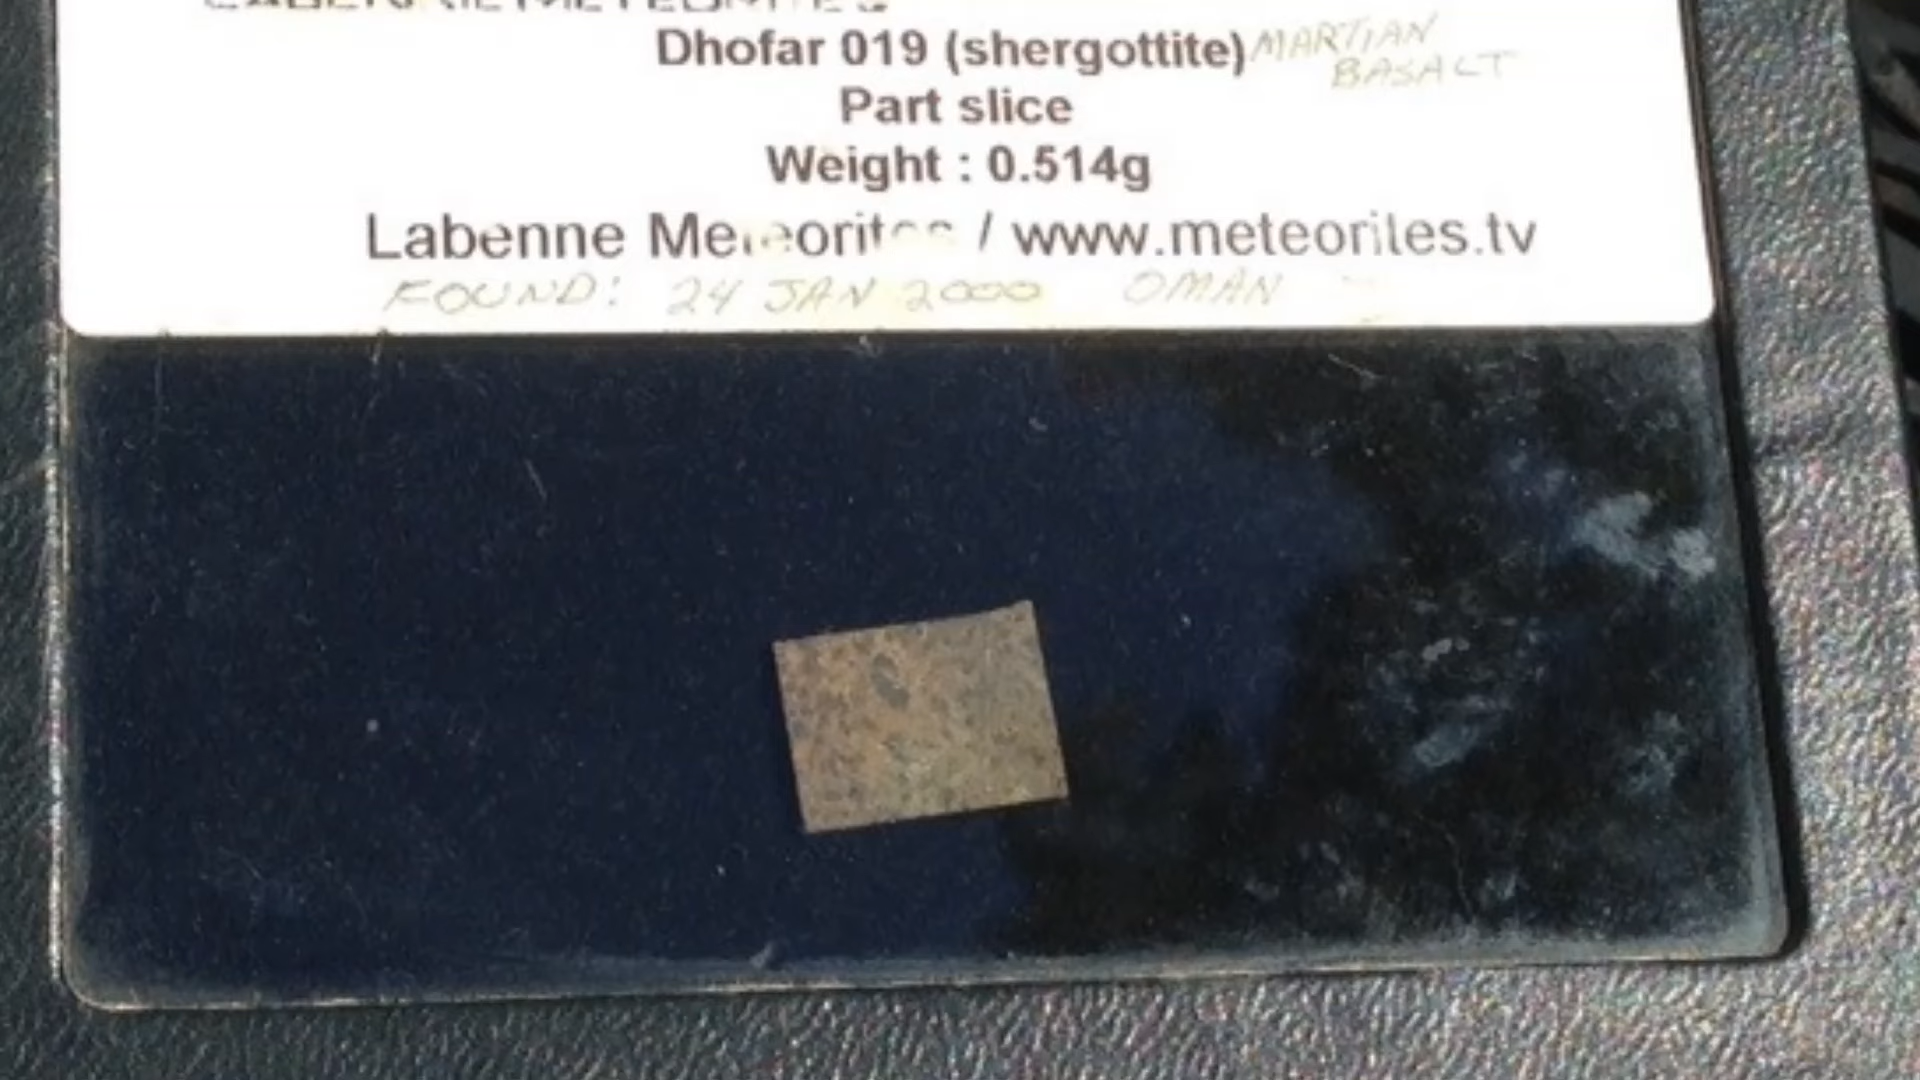 Dhofar 019 (shergottite) MARTIAN
BASALT
Part slice
Weight : 0.514g
Labenne Meteorites / www.meteorites.tv
FOUND: 24 JAN 2000 OMAN